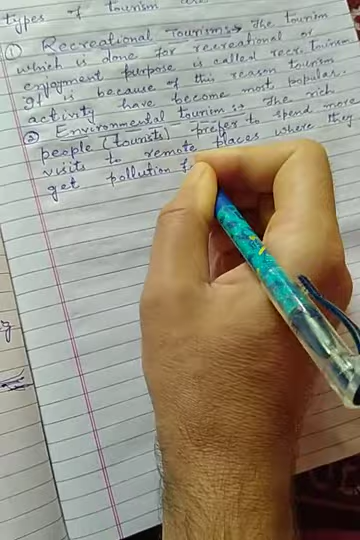 types of tourism are
① Recreational Tourism:→ The tourism
which is done for recreational or
enjoyment purpose is called recr. tourism
It is because of this reason tourism
activity have become most popular.
② Environmental tourism:→ The rich
people (tourists) prefer to spend more
visits to remote places where they
get pollution f